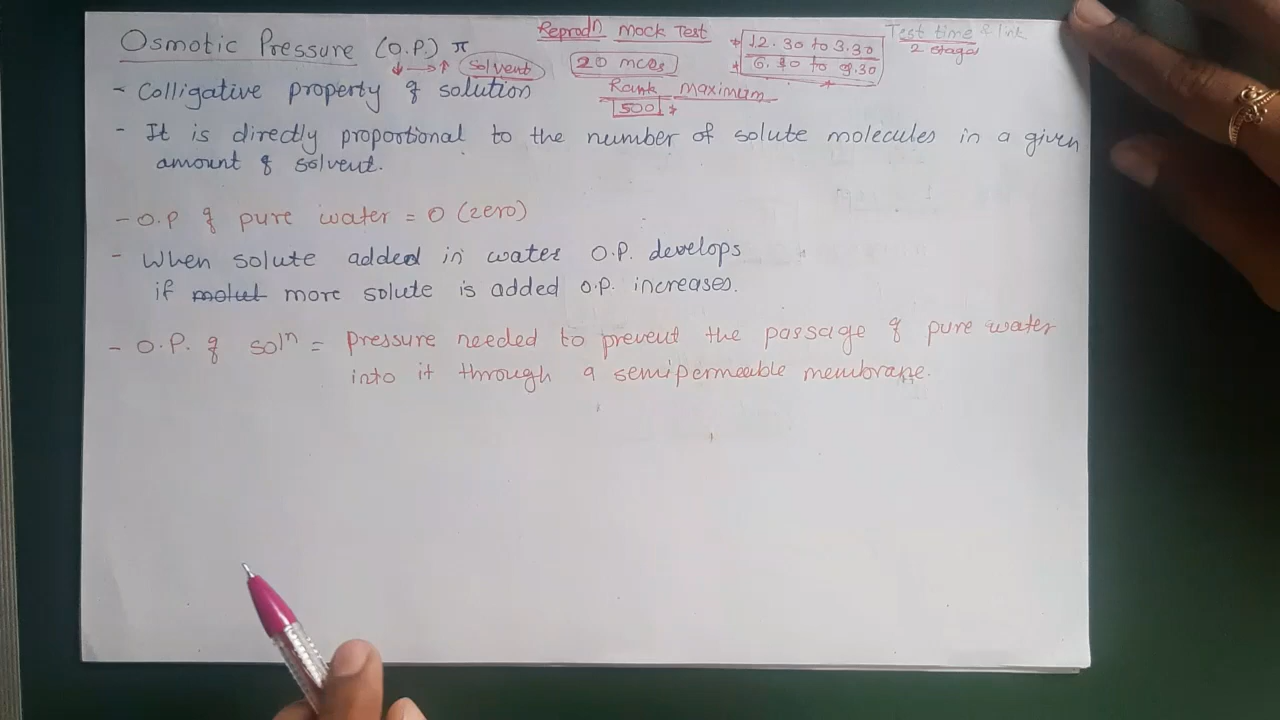 Osmotic Pressure (O.P.) π
↓ → ↑ solvent
Reprodⁿ Mock Test
20 mces
* 12.30 to 3.30
* 6.30 to 9.30
Test time & link
2 stages
Rank maximum
500 *
- Colligative property of solution
- It is directly proportional to the number of solute molecules in a given
amount of solvent.
- O.P of pure water = 0 (zero)
- When solute added in water O.P. develops
if more solute is added O.P. increases.
- O.P. of solⁿ = Pressure needed to prevent the passage of pure water
into it through a semipermeable membrane.